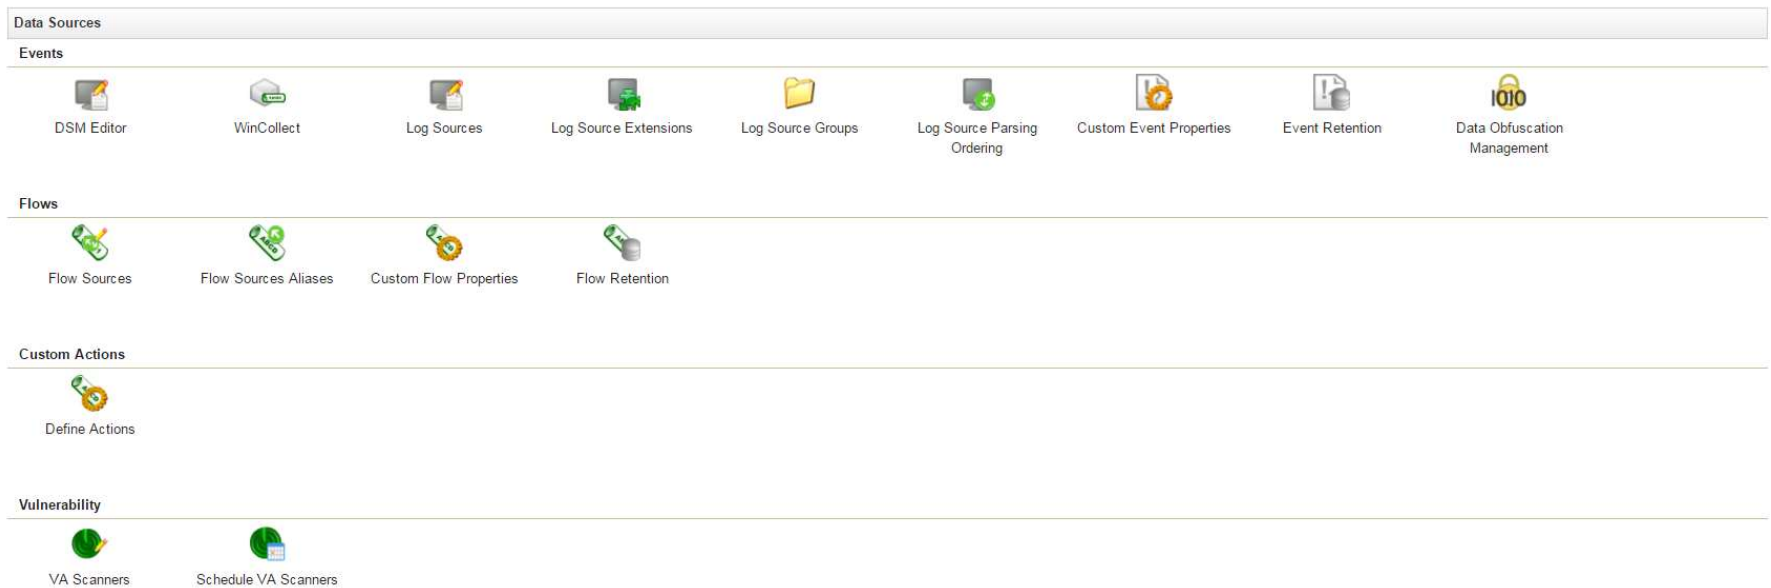 Data Sources
Events
DSM Editor
WinCollect
Log Sources
Log Source Extensions
Log Source Groups
Log Source Parsing
Ordering
Custom Event Properties
Event Retention
Data Obfuscation
Management
1010
Flows
Flow Sources
Flow Sources Aliases
Custom Flow Properties
Flow Retention
Custom Actions
Define Actions
Vulnerability
VA Scanners
Schedule VA Scanners